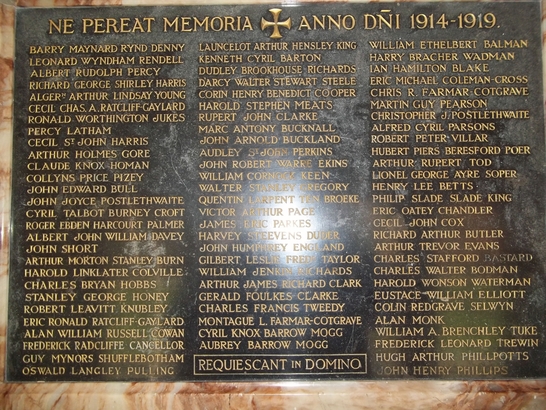 NE PEREAT MEMORIA ✠ ANNO DÑI 1914-1919.
BARRY MAYNARD RYND DENNY
LEONARD WYNDHAM RENDELL
ALBERT RUDOLPH PERCY
RICHARD GEORGE SHIRLEY HARRIS
ALGERᴺ ARTHUR LINDSAY YOUNG
CECIL CHAS. A. RATCLIFF-GAYLARD
RONALD WORTHINGTON JUKES
PERCY LATHAM
CECIL Sᵀ JOHN HARRIS
ARTHUR HOLMES GORE
CLAUDE KNOX HOMAN
COLLYNS PRICE PIZEY
JOHN EDWARD BULL
JOHN JOYCE POSTLETHWAITE
CYRIL TALBOT BURNEY CROFT
ROGER EBDEN HARCOURT PALMER
ALBERT JOHN WILLIAM DAVEY
JOHN SHORT
ARTHUR MORTON STANLEY BURN
HAROLD LINKLATER COLVILLE
CHARLES BRYAN HOBBS
STANLEY GEORGE HONEY
ROBERT LEAVITT KNUBLEY
ERIC RONALD RATCLIFF GAYLARD
ALAN WILLIAM RUSSELL COWAN
FREDERICK RADCLIFFE CANCELLOR
GUY MYNORS SHUFFLEBOTHAM
OSWALD LANGLEY PULLING
LAUNCELOT ARTHUR HENSLEY KING
KENNETH CYRIL BARTON
DUDLEY BROOKHOUSE RICHARDS
DARCY WALTER STEWART STEELE
CORIN HENRY BENEDICT COOPER
HAROLD STEPHEN MEATS
RUPERT JOHN CLARKE
MARC ANTONY BUCKNALL
JOHN ARNOLD BUCKLAND
AUDLEY Sᵀ JOHN PERKINS
JOHN ROBERT WARKE EKINS
WILLIAM CORNISH KEEN
WALTER STANLEY GREGORY
QUENTIN LARPENT TEN BROEKE
VICTOR ARTHUR PAGE
JAMES ERIC PARKES
HARVEY STEEVENS DUDER
JOHN HUMPHREY ENGLAND
GILBERT LESLIE FREDᴷ TAYLOR
WILLIAM JENKIN RICHARDS
ARTHUR JAMES RICHARD CLARK
GERALD FOULKES CLARKE
CHARLES FRANCIS TWEEDY
MONTAGUE L. FARMAR-COTGRAVE
CYRIL KNOX BARROW MOGG
AUBREY BARROW MOGG
REQUIESCANT IN DOMINO
WILLIAM ETHELBERT BALMAN
HARRY BRACHER WADMAN
IAN HAMILTON BLAKE
ERIC MICHAEL COLEMAN-CROSS
CHRIS. R. FARMAR-COTGRAVE
MARTIN GUY PEARSON
CHRISTOPHER J. POSTLETHWAITE
ALFRED CYRIL PARSONS
ROBERT PETER VILLAR
HUBERT PIERS BERESFORD POER
ARTHUR RUPERT TOD
LIONEL GEORGE AYRE SOPER
HENRY LEE BETTS
PHILIP SLADE SLADE KING
ERIC OATEY CHANDLER
CECIL JOHN COX
RICHARD ARTHUR BUTLER
ARTHUR TREVOR EVANS
CHARLES STAFFORD BASTARD
CHARLES WALTER BODMAN
HAROLD WONSON WATERMAN
EUSTACE WILLIAM ELLIOTT
COLIN REDGRAVE SELWYN
ALAN MONK
WILLIAM A. BRENCHLEY TUKE
FREDERICK LEONARD TREWIN
HUGH ARTHUR PHILLPOTTS
JOHN HENRY PHILLIPS